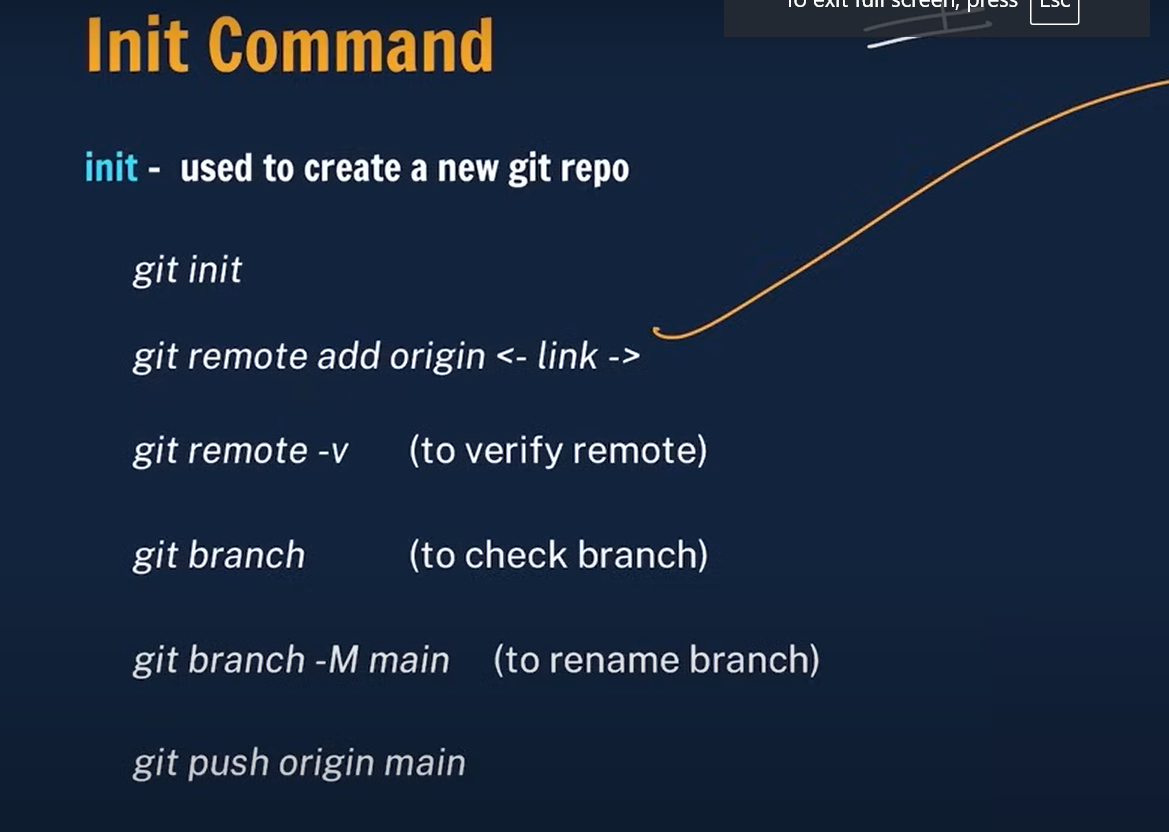 To exit full screen, press Esc
Init Command
init - used to create a new git repo
git init
git remote add origin <- link ->
git remote -v (to verify remote)
git branch (to check branch)
git branch -M main (to rename branch)
git push origin main